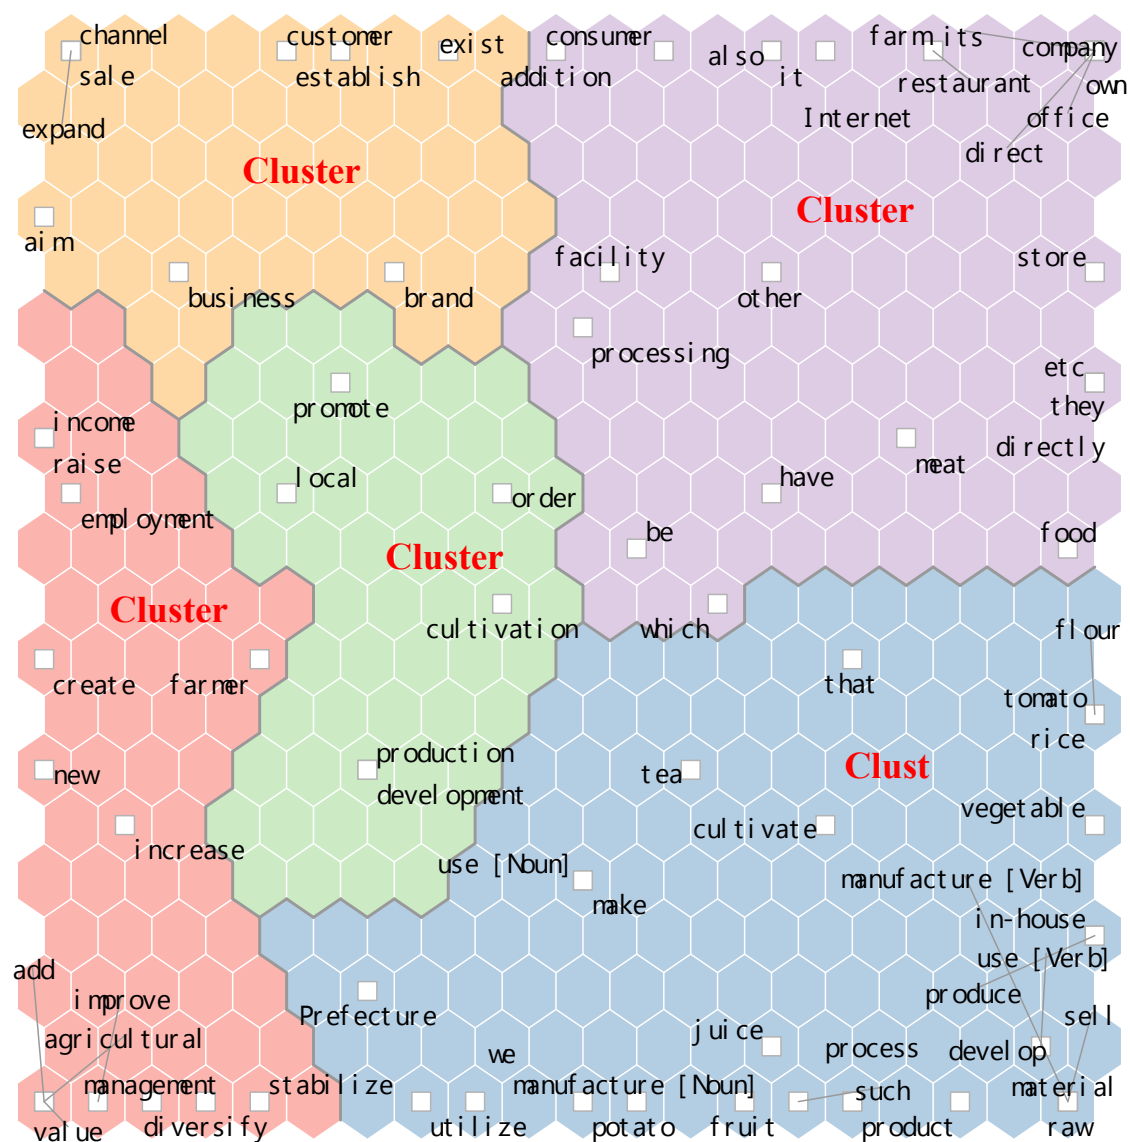 channel
customer
exist
consumer
farm its
company
sale
establish
addition
also
it
restaurant
own
expand
Internet
office
direct
Cluster
Cluster
aim
facility
store
business
brand
other
processing
etc
promote
they
income
raise
local
have
meat
directly
employment
order
be
food
Cluster
Cluster
cultivation
which
flour
create
farmer
that
tomato
rice
new
production
tea
Clust
development
vegetable
increase
cultivate
use [Noun]
manufacture [Verb]
make
in-house
add
use [Verb]
improve
produce
Prefecture
sell
agricultural
juice
we
process
develop
management
stabilize
manufacture [Noun]
such
material
value
diversify
utilize
potato
fruit
product
raw